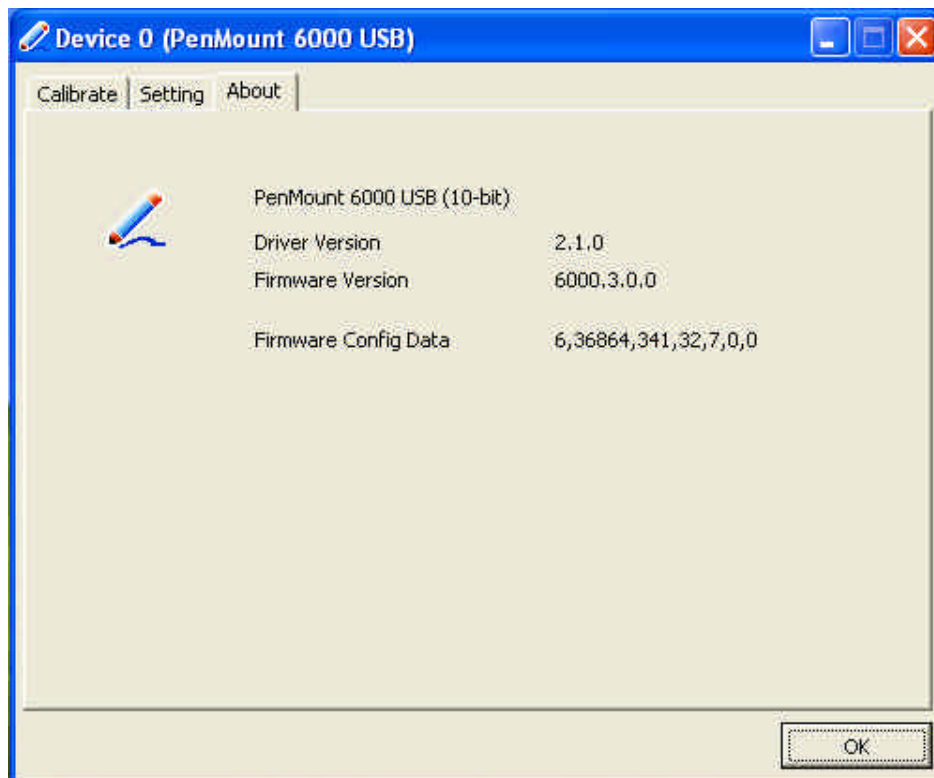 Device 0 (PenMount 6000 USB)
Calibrate Setting About
PenMount 6000 USB (10-bit)
Driver Version 2.1.0
Firmware Version 6000.3.0.0
Firmware Config Data 6,36864,341,32,7,0,0
OK